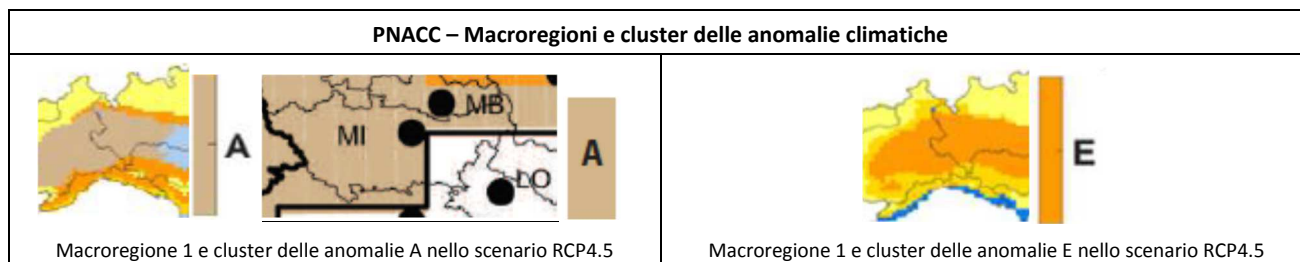 PNACC – Macroregioni e cluster delle anomalie climatiche
A
MI
MB
LO
A
E
Macroregione 1 e cluster delle anomalie A nello scenario RCP4.5
Macroregione 1 e cluster delle anomalie E nello scenario RCP4.5